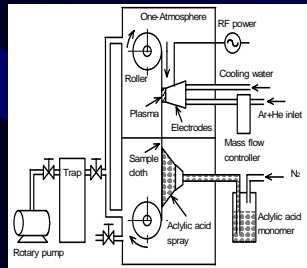 One-Atmosphere
RF power
Roller
Cooling water
Plasma
Ar+He inlet
Electrodes
Mass flow
controller
Sample
cloth
N₂
Trap
Aclylic acid
spray
Aclylic acid
monomer
Rotary pump